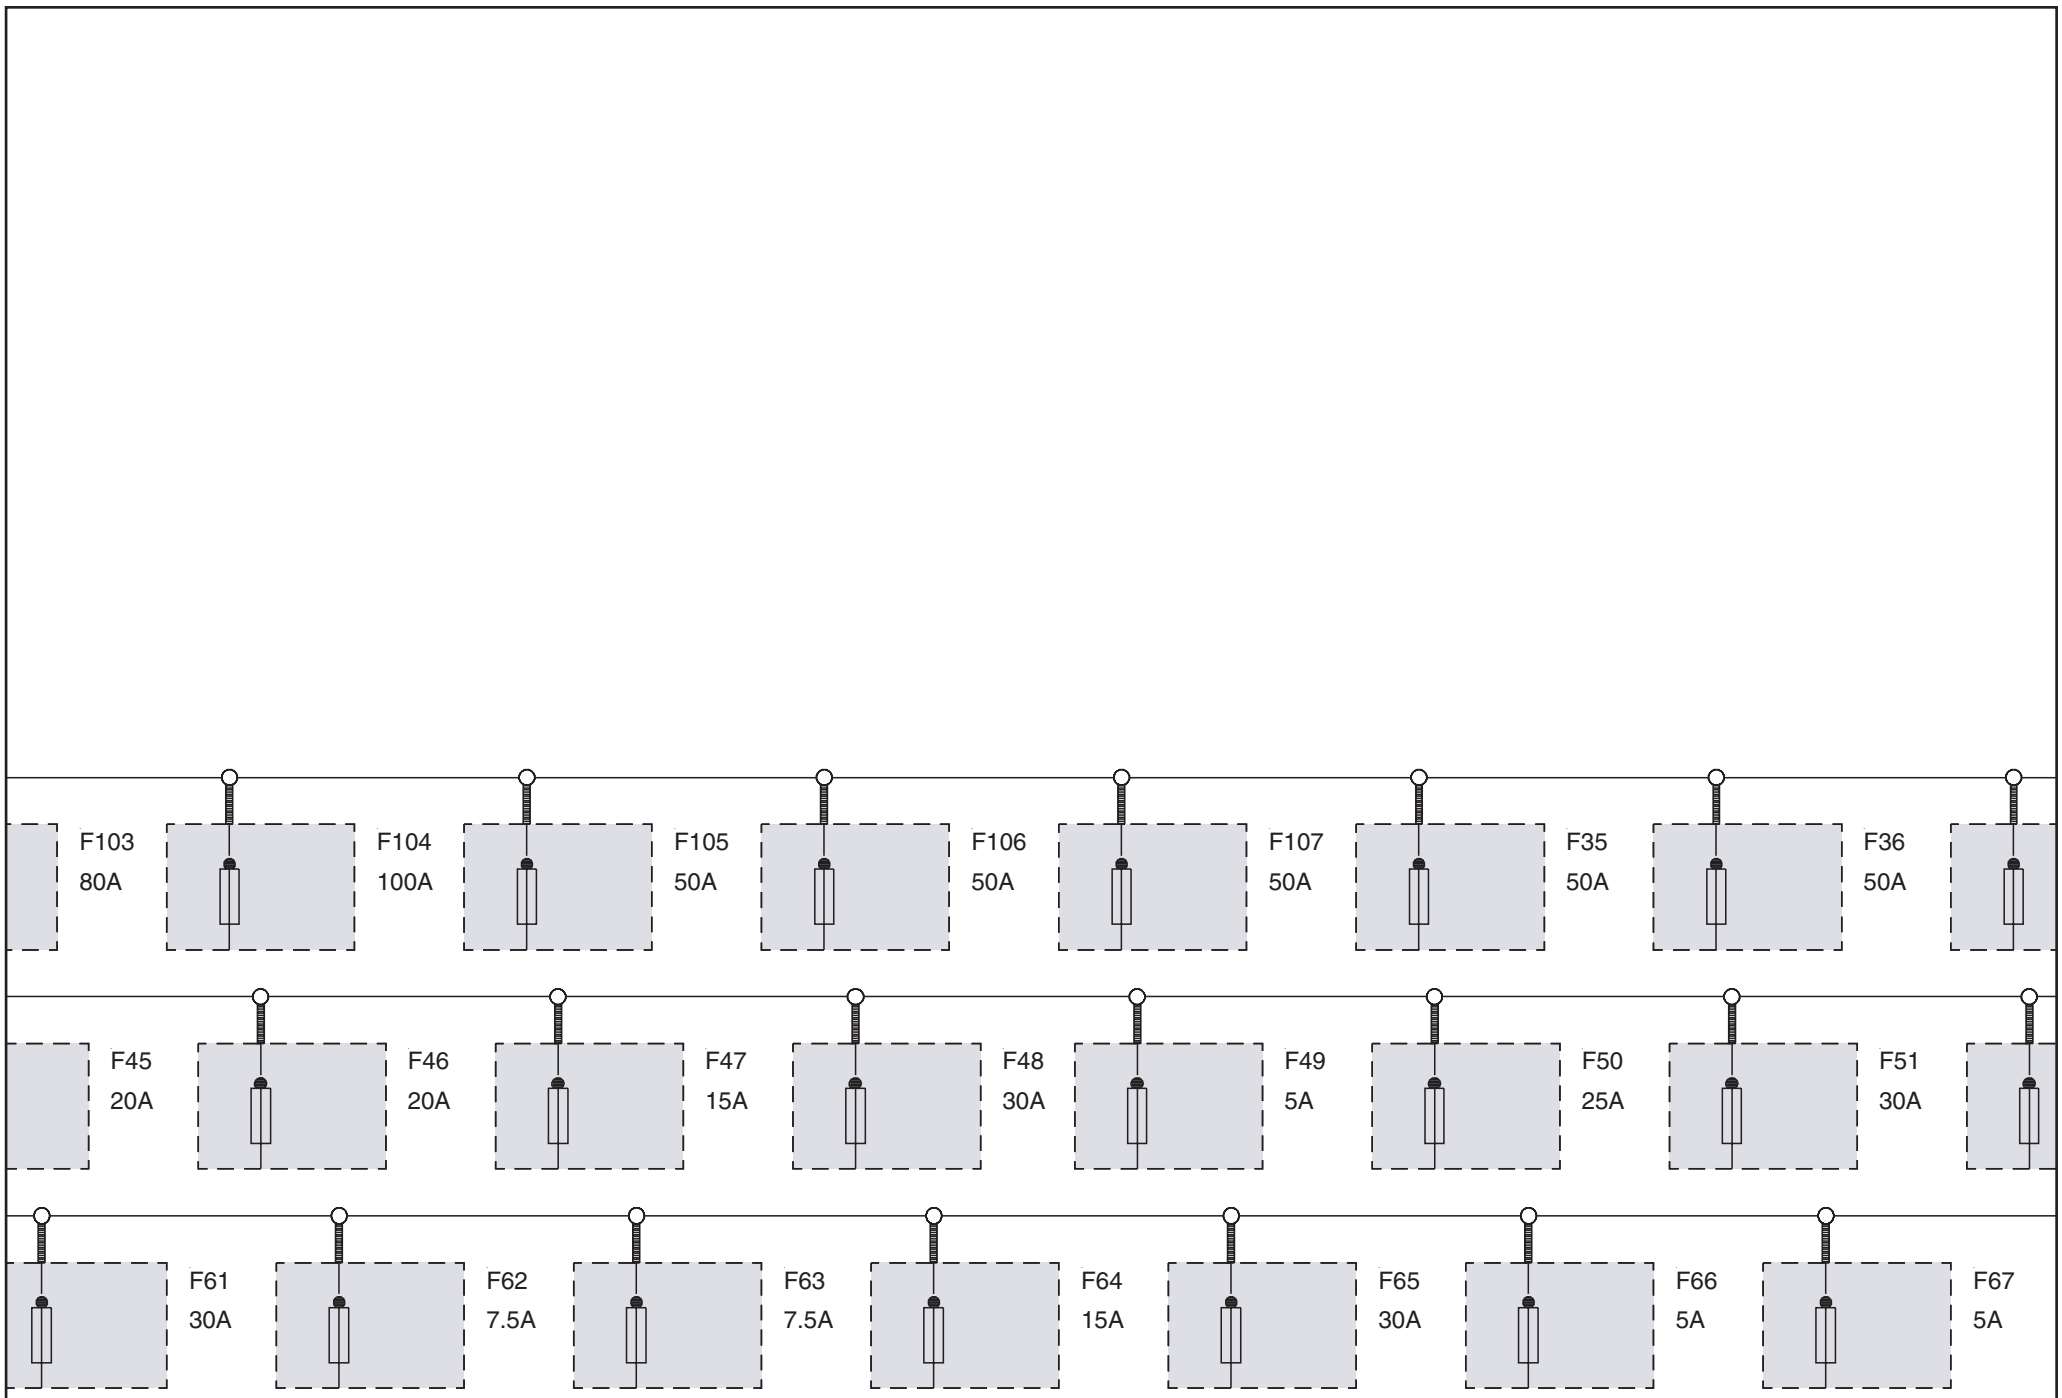 F103 F104 F105 F106 F107 F35 F36
80A 100A 50A 50A 50A 50A 50A
F45 F46 F47 F48 F49 F50 F51
20A 20A 15A 30A 5A 25A 30A
F61 F62 F63 F64 F65 F66 F67
30A 7.5A 7.5A 15A 30A 5A 5A